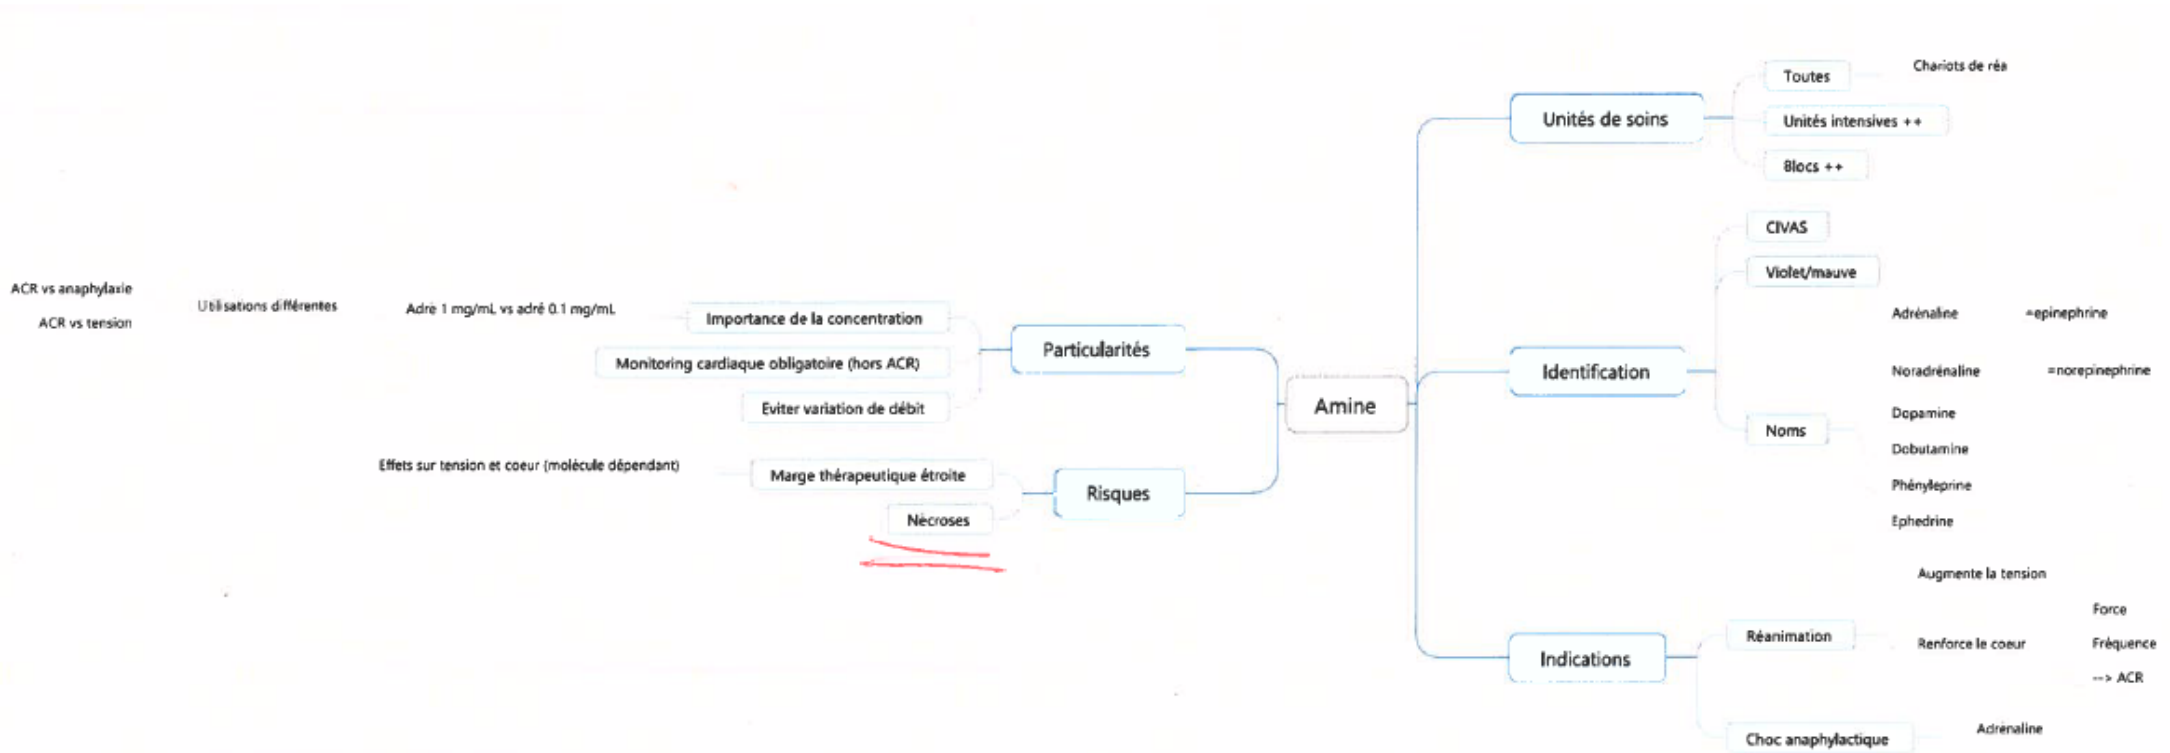 Amine
Unités de soins
Toutes
Chariots de réa
Unités intensives ++
Blocs ++
Identification
CIVAS
Violet/mauve
Noms
Adrénaline
=epinephrine
Noradrénaline
=norepinephrine
Dopamine
Dobutamine
Phényleprine
Ephedrine
Indications
Réanimation
Augmente la tension
Renforce le coeur
Force
Fréquence
--> ACR
Choc anaphylactique
Adrénaline
Particularités
Importance de la concentration
Adré 1 mg/mL vs adré 0.1 mg/mL
Utilisations différentes
ACR vs anaphylaxie
ACR vs tension
Monitoring cardiaque obligatoire (hors ACR)
Eviter variation de débit
Risques
Marge thérapeutique étroite
Effets sur tension et coeur (molécule dépendant)
Nécroses